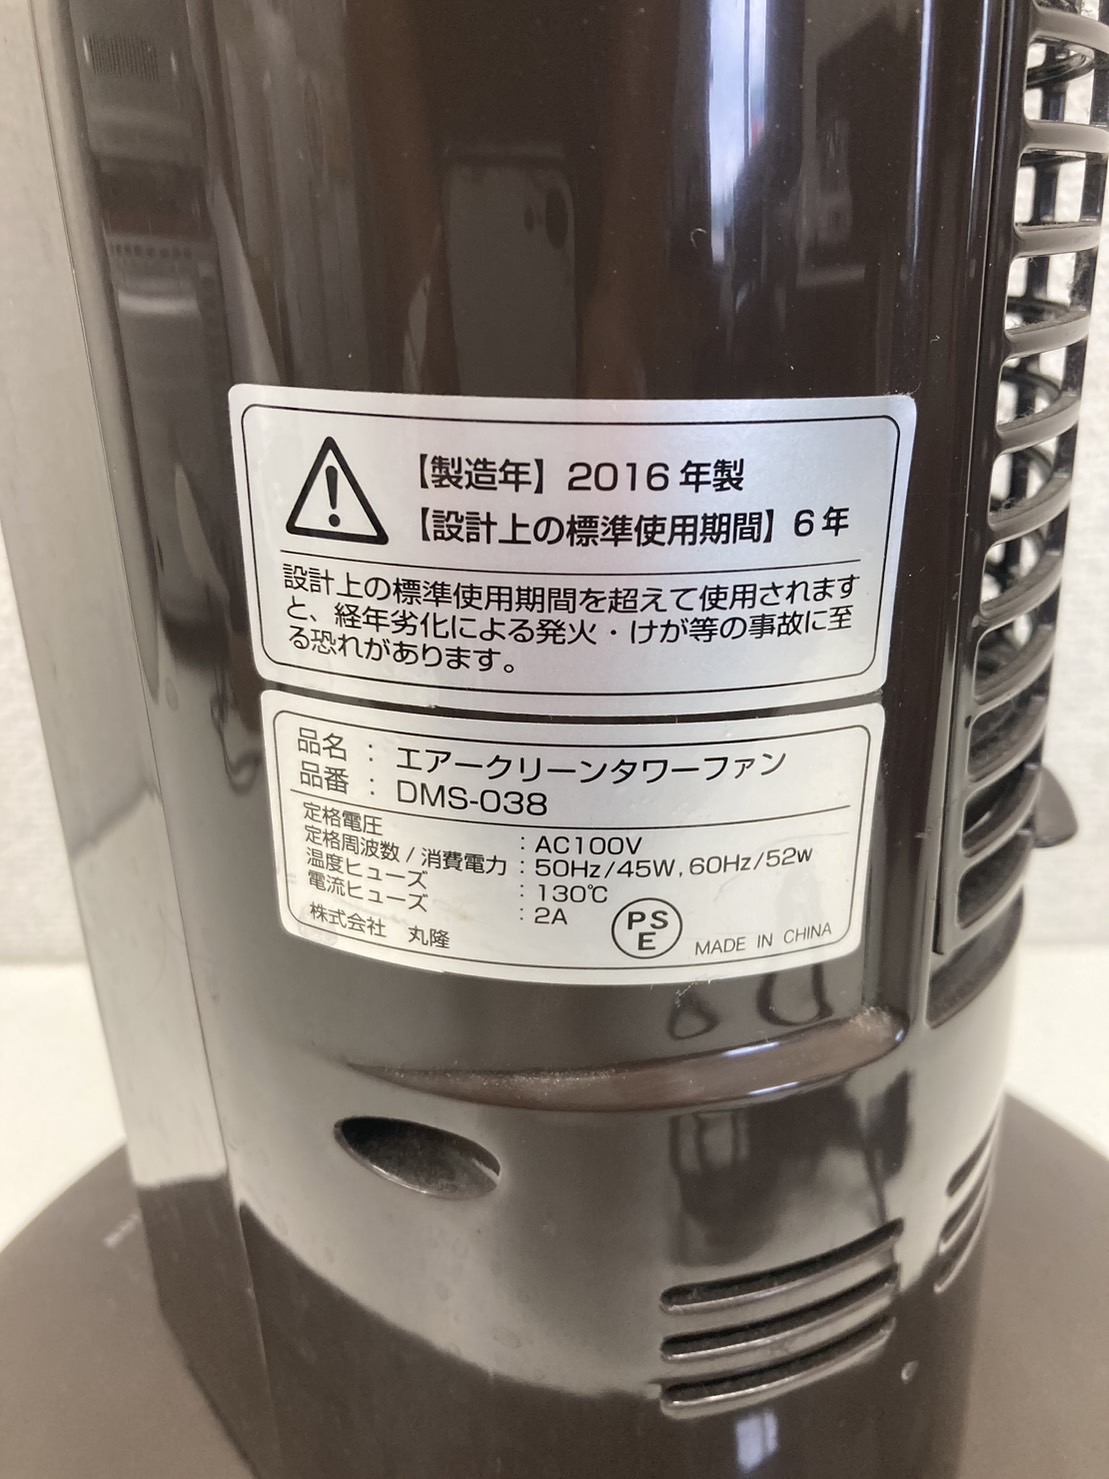 【製造年】2016 年製
【設計上の標準使用期間】6 年
設計上の標準使用期間を超えて使用されます
と、経年劣化による発火・けが等の事故に至
る恐れがあります。
品名 : エアークリーンタワーファン
品番 : DMS-038
定格電圧 : AC100V
定格周波数 / 消費電力 : 50Hz/45W, 60Hz/52w
温度ヒューズ : 130℃
電流ヒューズ : 2A
株式会社 丸隆
PS
E
MADE IN CHINA